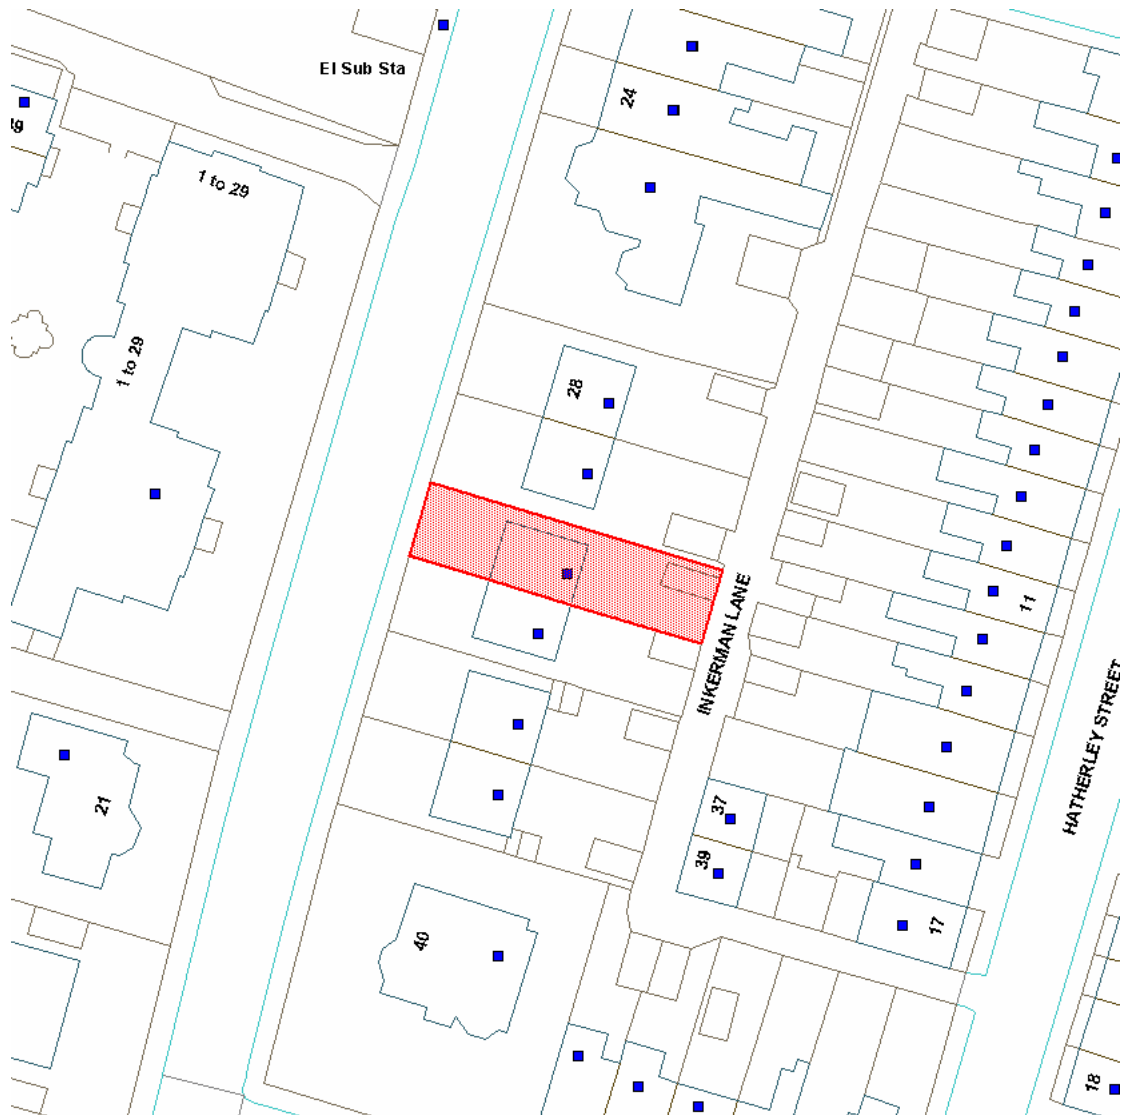 El Sub Sta
24
1 to 29
1 to 29
28
11
INKERMAN LANE
HATHERLEY STREET
21
37
39
17
40
18